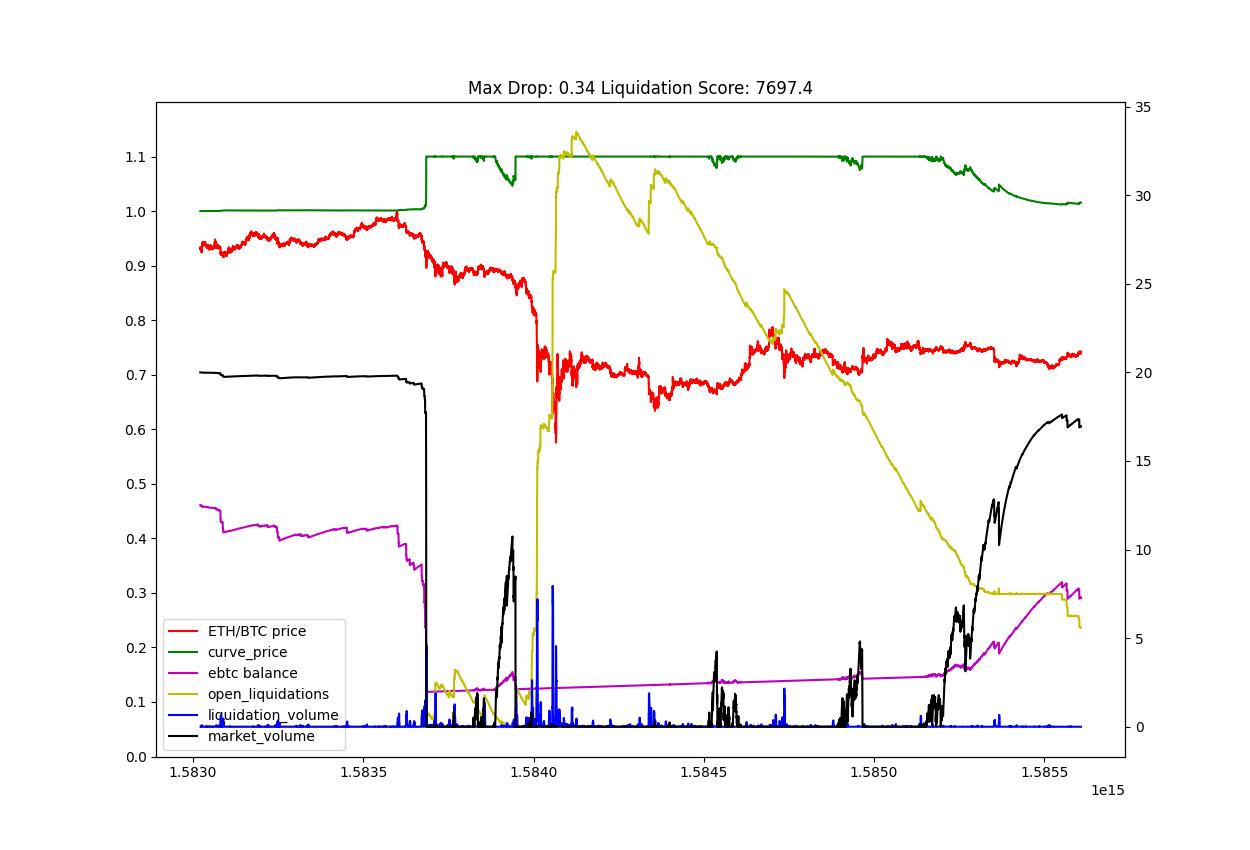 Max Drop: 0.34 Liquidation Score: 7697.4
35
1.1
30
1.0
0.9
25
0.8
20
0.7
0.6
15
0.5
10
0.4
0.3
5
0.2
0.1
0
0.0
ETH/BTC price
curve_price
ebtc balance
open_liquidations
liquidation_volume
market_volume
1.5830 1.5835 1.5840 1.5845 1.5850 1.5855
1e15